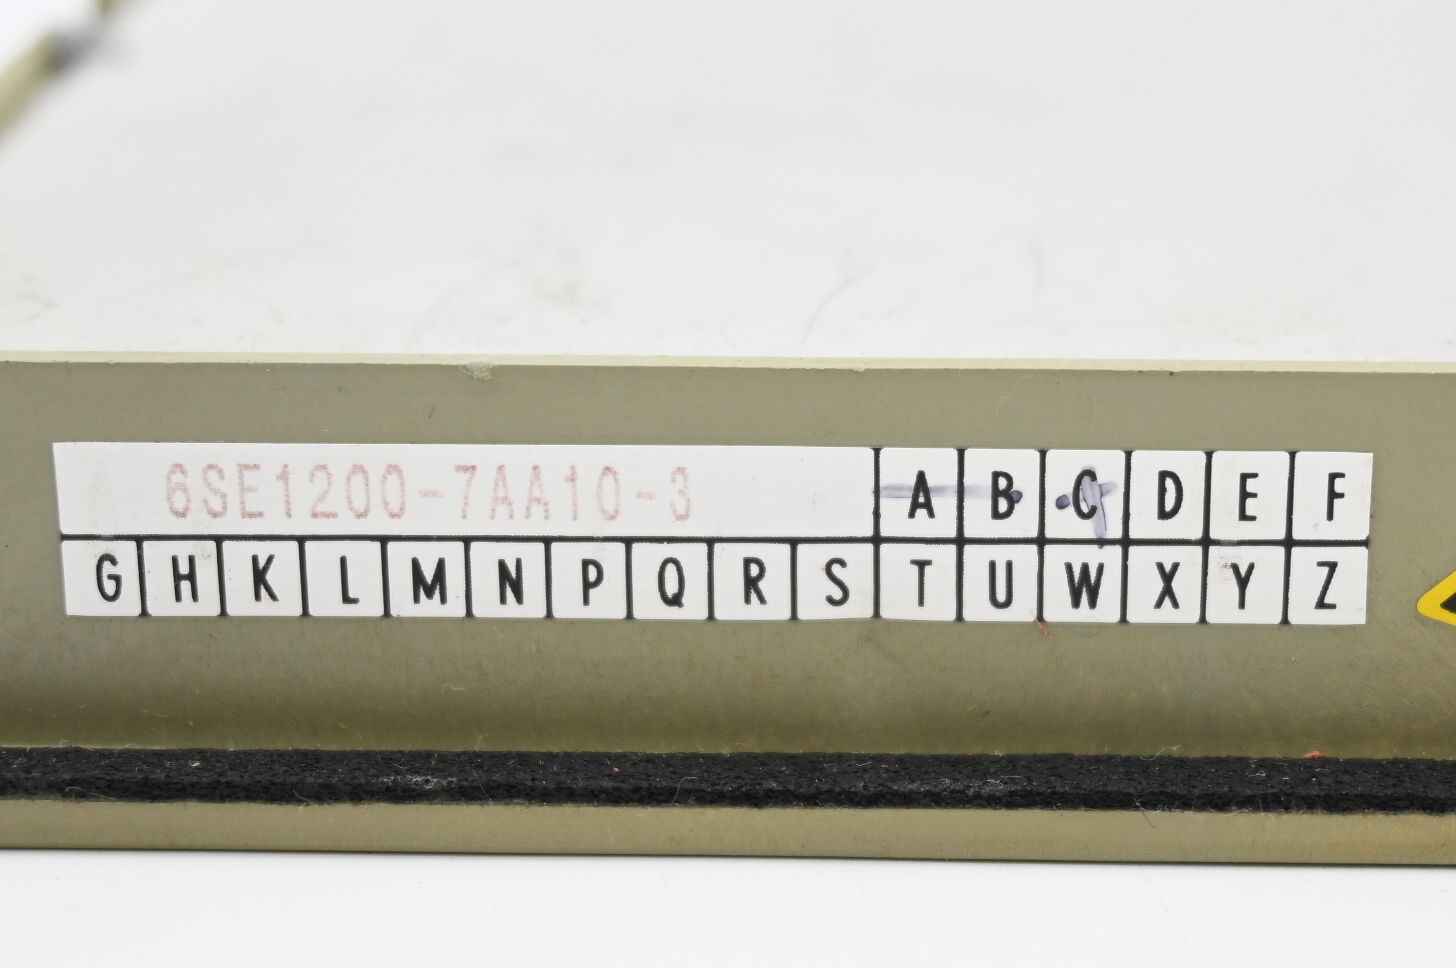 6SE1200-7AA10-3 A B C D E F
G H K L M N P Q R S T U W X Y Z